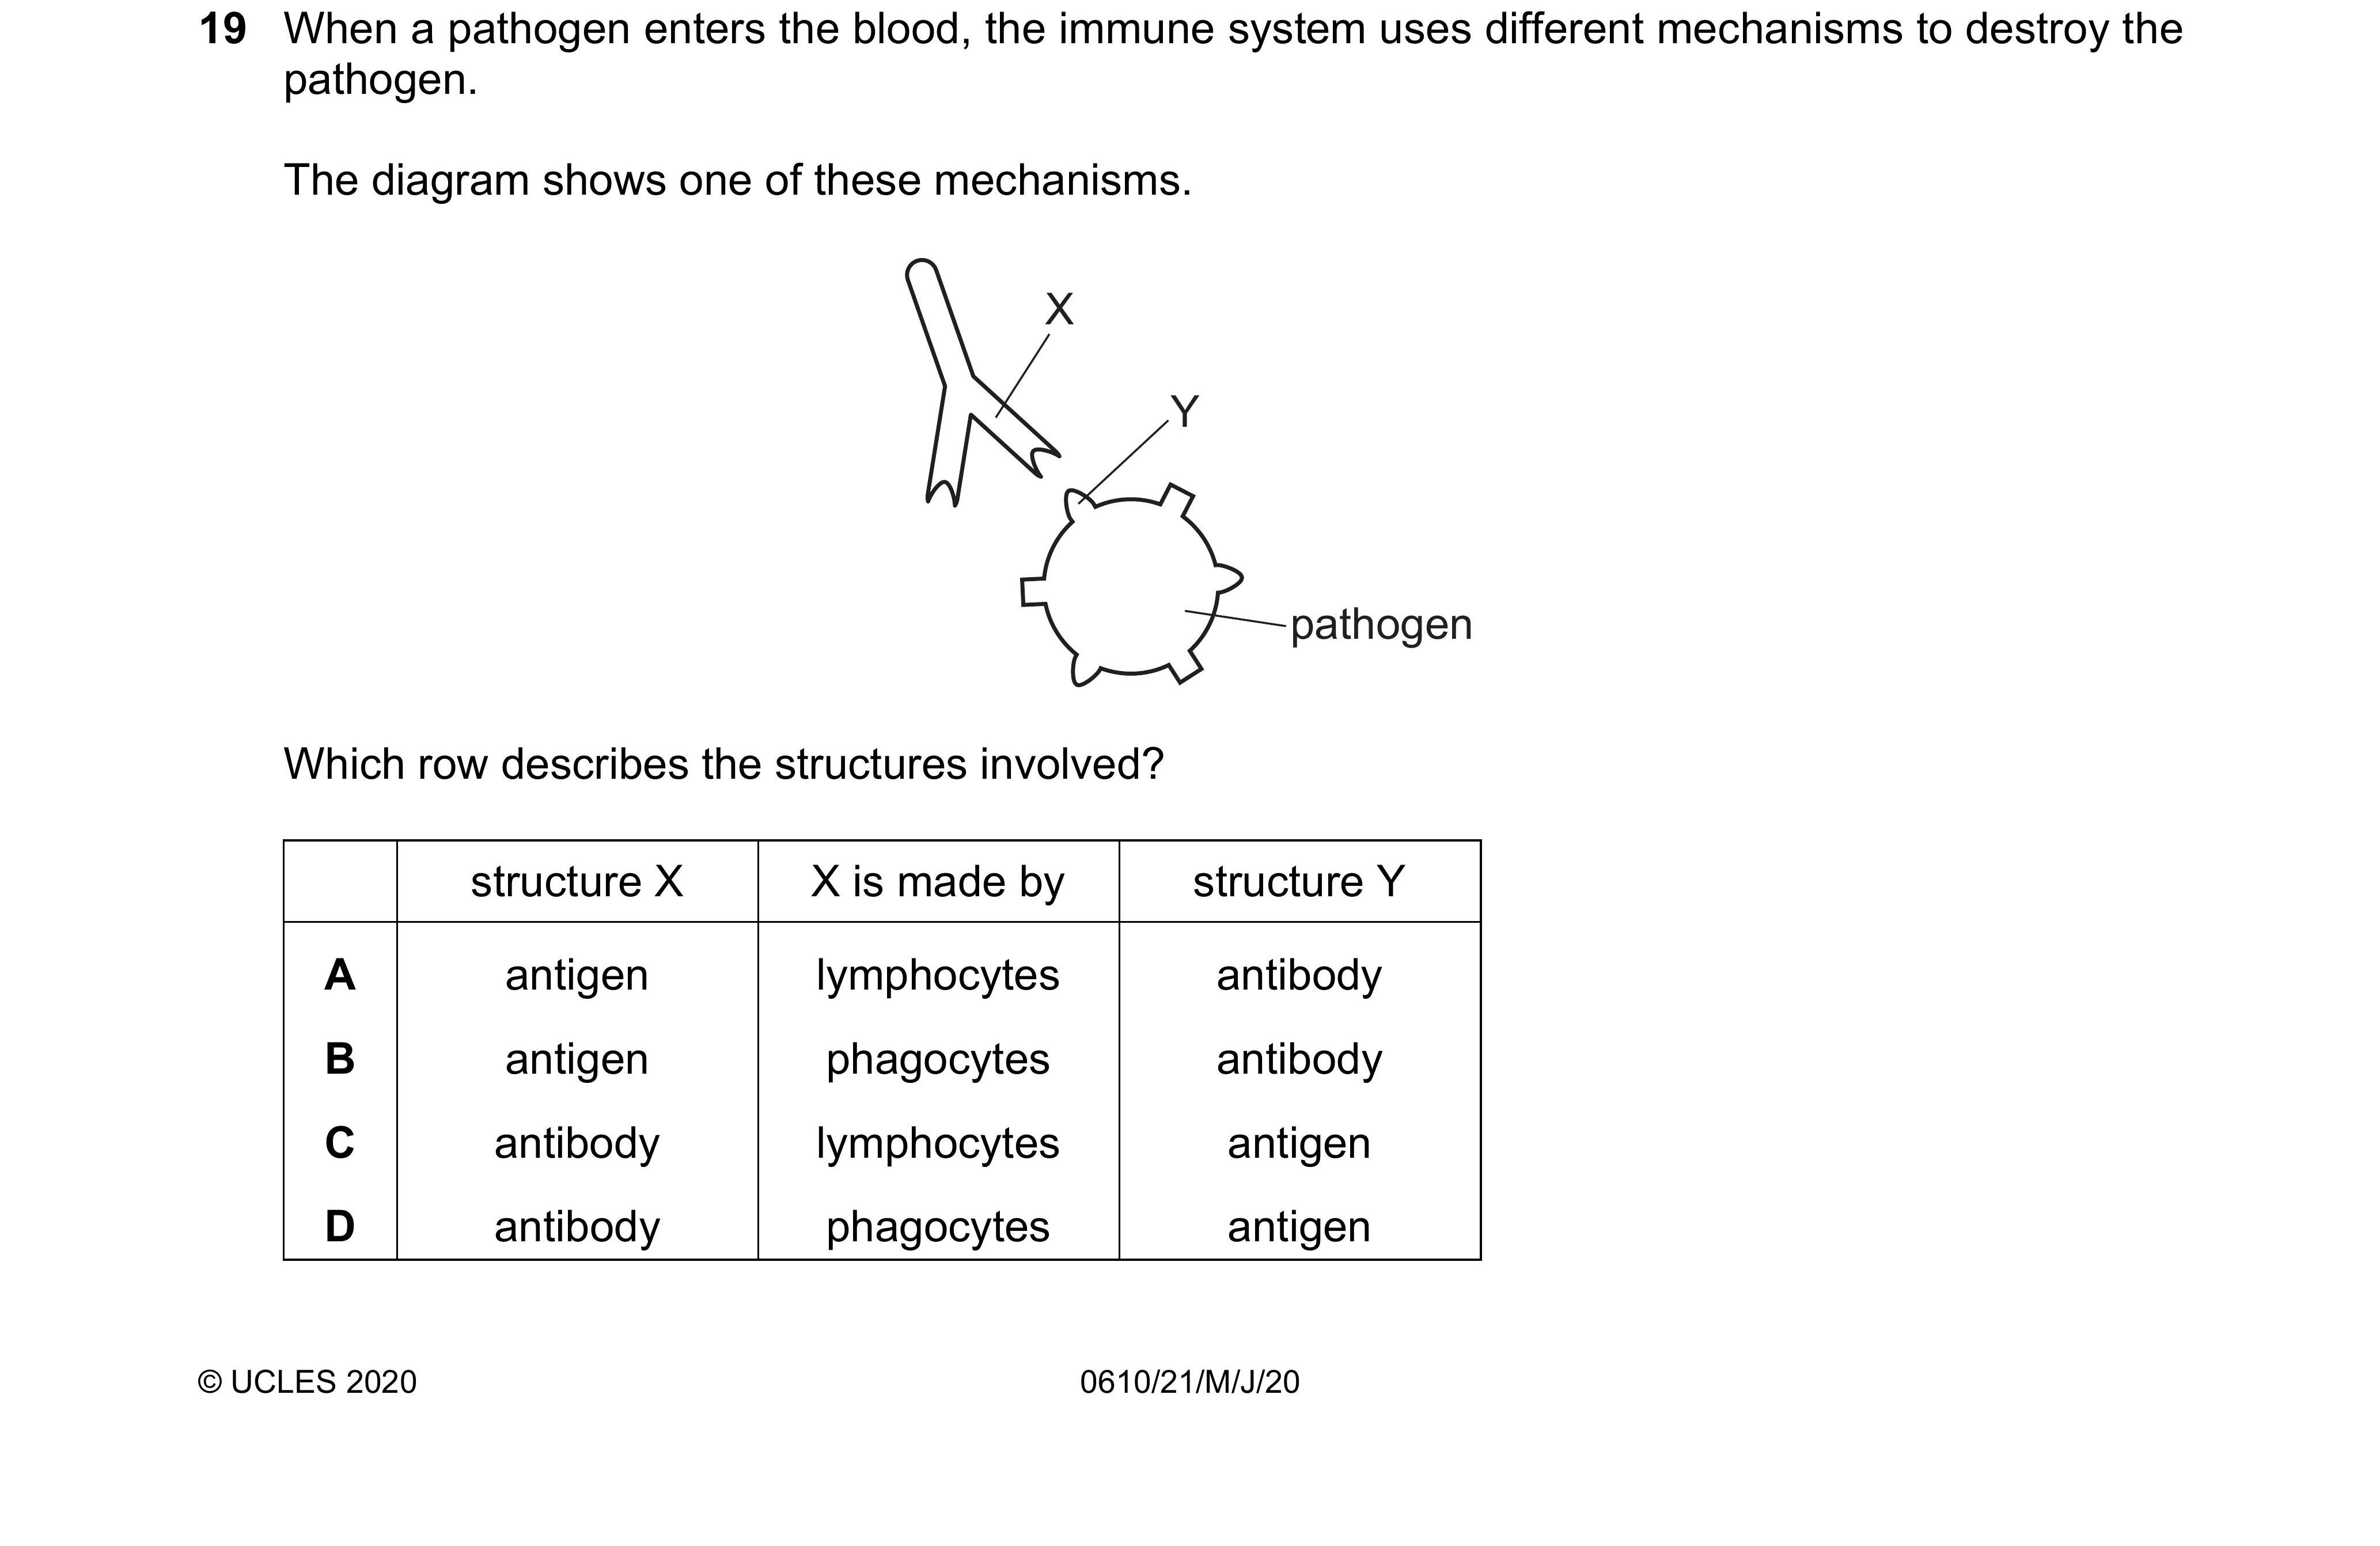 19 When a pathogen enters the blood, the immune system uses different mechanisms to destroy the
pathogen.
The diagram shows one of these mechanisms.
X
Y
pathogen
Which row describes the structures involved?
structure X X is made by structure Y
A antigen lymphocytes antibody
B antigen phagocytes antibody
C antibody lymphocytes antigen
D antibody phagocytes antigen
© UCLES 2020 0610/21/M/J/20